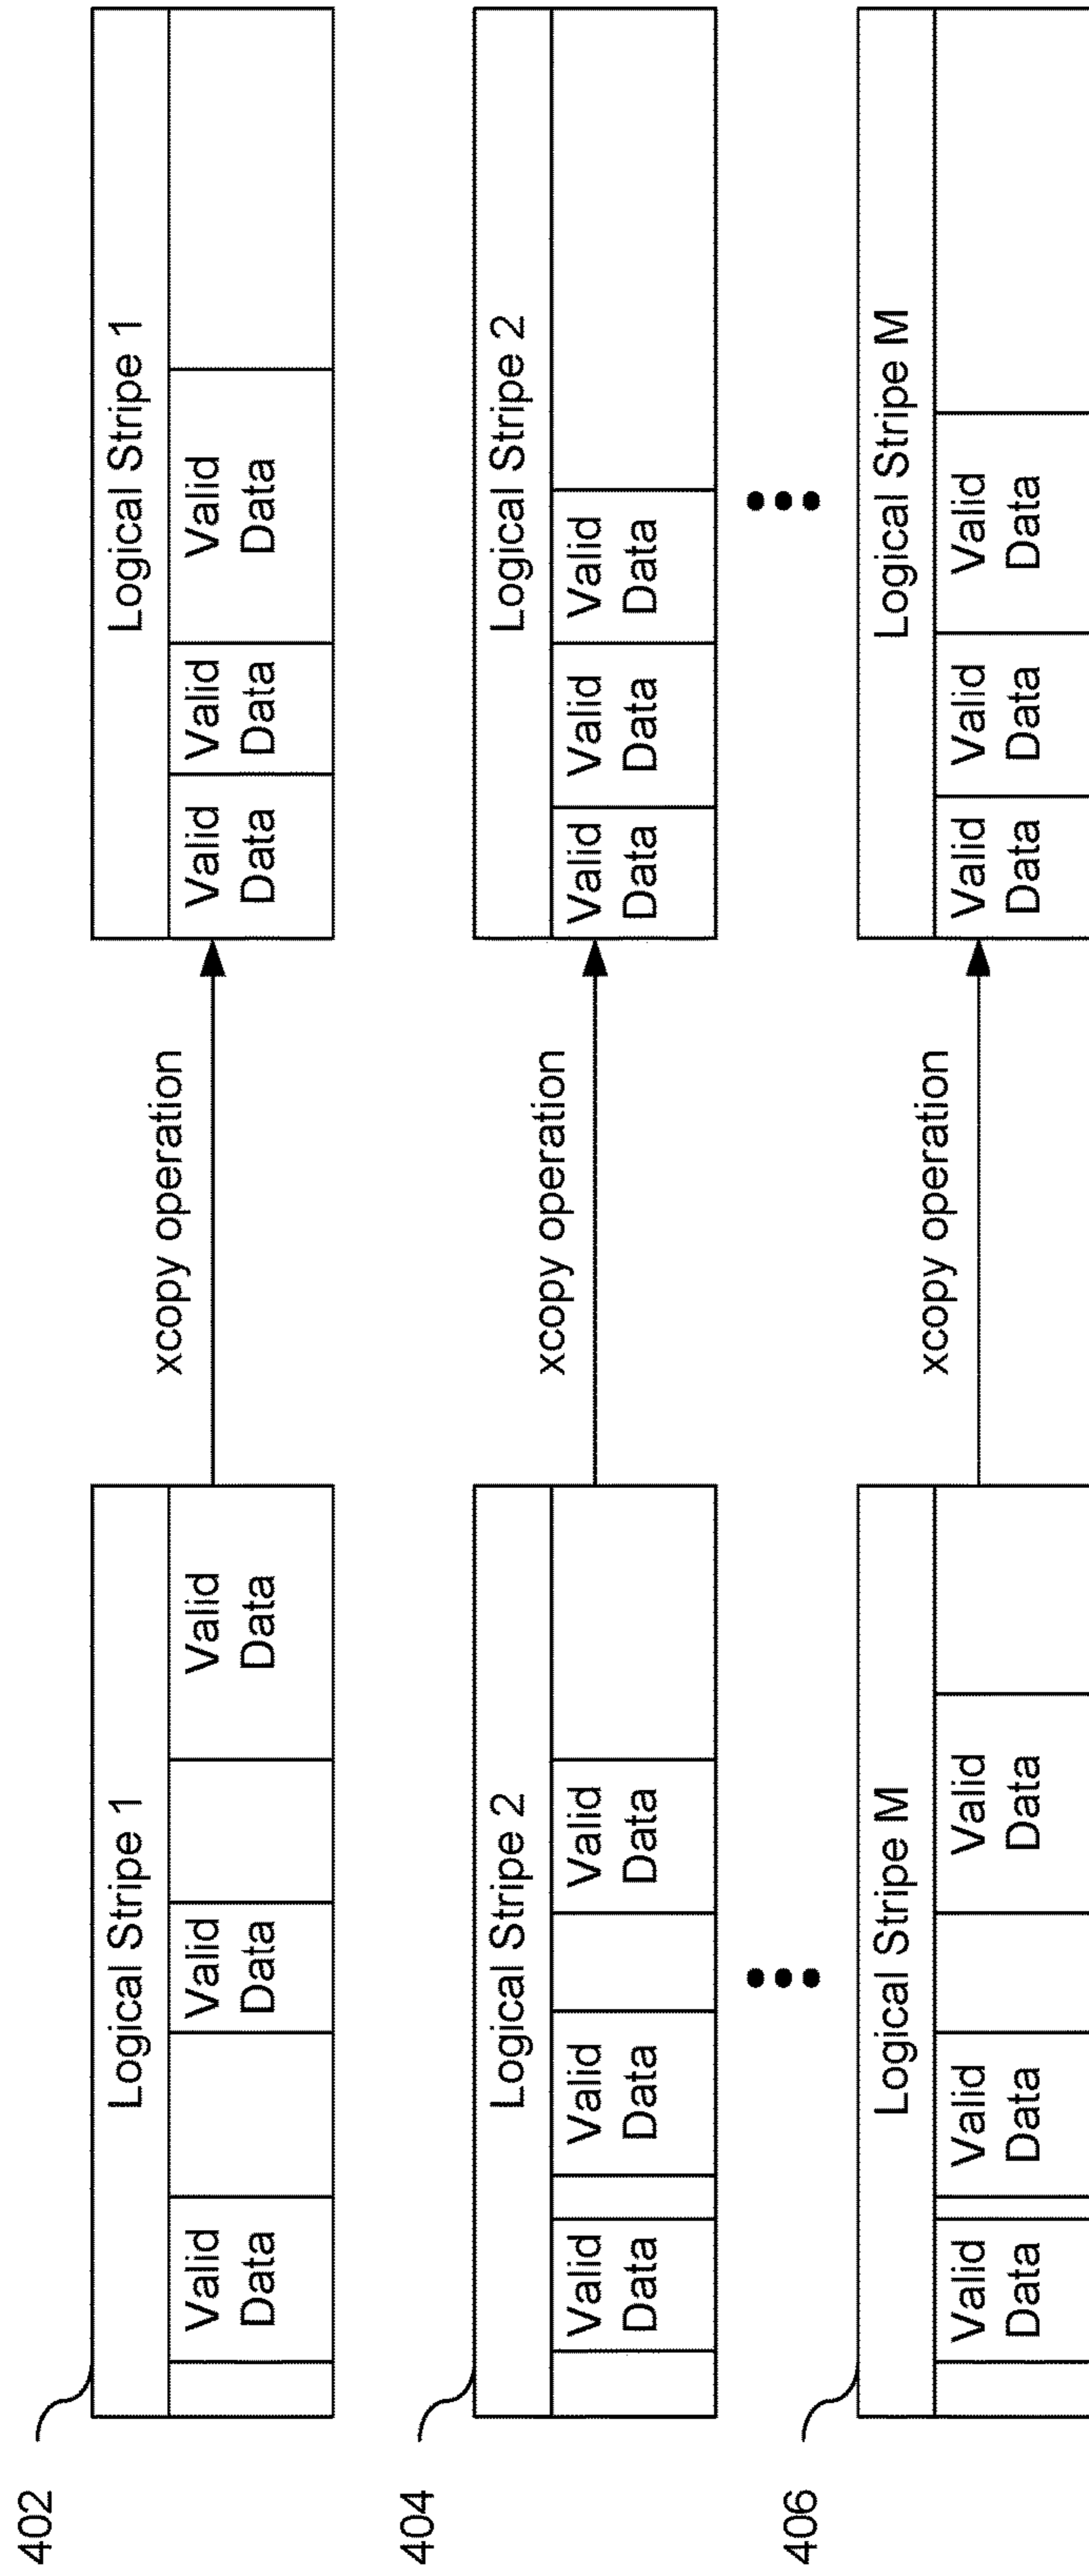 402
Logical Stripe 1
Valid
Data
Valid
Data
Valid
Data
xcopy operation
Logical Stripe 1
Valid
Data
Valid
Data
Valid
Data
404
Logical Stripe 2
Valid
Data
Valid
Data
Valid
Data
xcopy operation
Logical Stripe 2
Valid
Data
Valid
Data
Valid
Data
406
Logical Stripe M
Valid
Data
Valid
Data
Valid
Data
xcopy operation
Logical Stripe M
Valid
Data
Valid
Data
Valid
Data